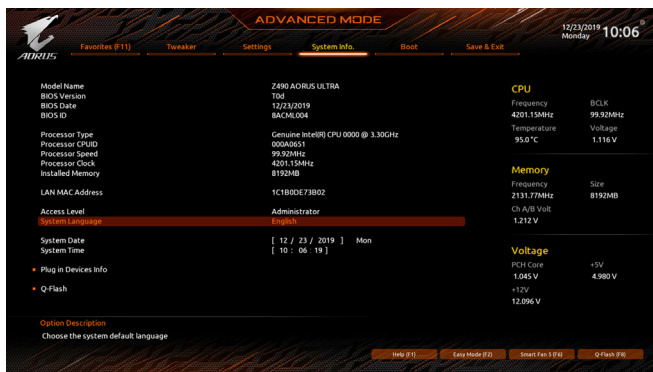 ADVANCED MODE
12/23/2019 10:06
Monday
AORUS
Favorites (F11) Tweaker Settings System Info. Boot Save & Exit
Model Name Z490 AORUS ULTRA
BIOS Version T0d
BIOS Date 12/23/2019
BIOS ID 8ACML004
Processor Type Genuine Intel(R) CPU 0000 @ 3.30GHz
Processor CPUID 000A0651
Processor Speed 99.92MHz
Processor Clock 4201.15MHz
Installed Memory 8192MB
LAN MAC Address 1C1B0DE73B02
Access Level Administrator
System Language English
System Date [ 12 / 23 / 2019 ] Mon
System Time [ 10 : 06 : 19 ]
Plug in Devices Info
Q-Flash
Option Description
Choose the system default language
CPU
Frequency BCLK
4201.15MHz 99.92MHz
Temperature Voltage
95.0 °C 1.116 V
Memory
Frequency Size
2131.77MHz 8192MB
Ch A/B Volt
1.212 V
Voltage
PCH Core +5V
1.045 V 4.980 V
+12V
12.096 V
Help (F1) Easy Mode (F2) Smart Fan 5 (F6) Q-Flash (F8)